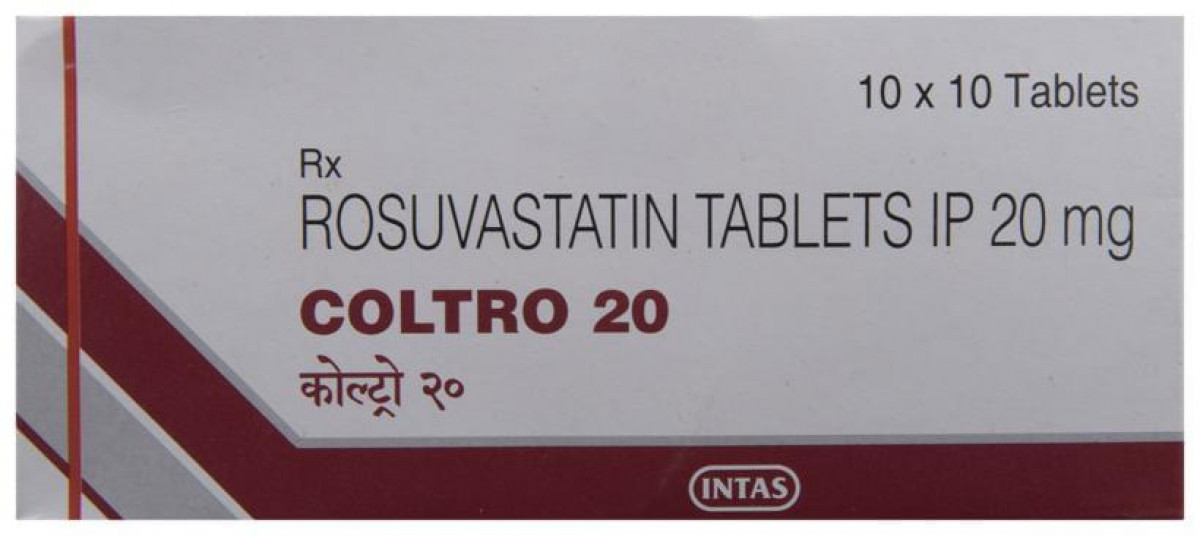 10 x 10 Tablets
Rx
ROSUVASTATIN TABLETS IP 20 mg
COLTRO 20
कोल्ट्रो २०
INTAS